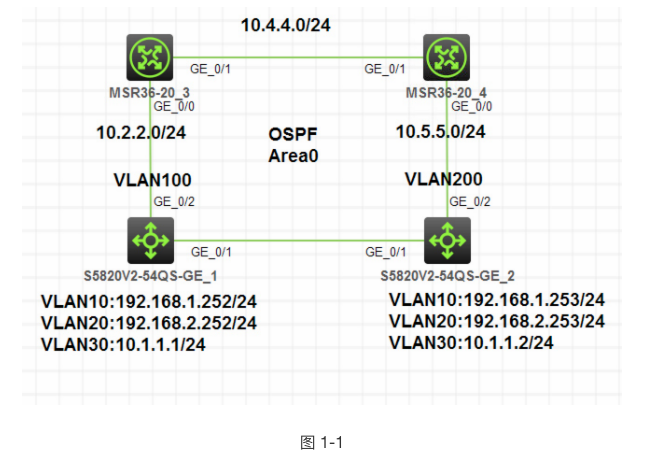 10.4.4.0/24
GE_0/1
GE_0/1
MSR36-20_3
MSR36-20_4
GE_0/0
GE_0/0
10.2.2.0/24
OSPF
Area0
10.5.5.0/24
VLAN100
VLAN200
GE_0/2
GE_0/2
GE_0/1
GE_0/1
S5820V2-54QS-GE_1
S5820V2-54QS-GE_2
VLAN10:192.168.1.252/24
VLAN20:192.168.2.252/24
VLAN30:10.1.1.1/24
VLAN10:192.168.1.253/24
VLAN20:192.168.2.253/24
VLAN30:10.1.1.2/24
图 1-1